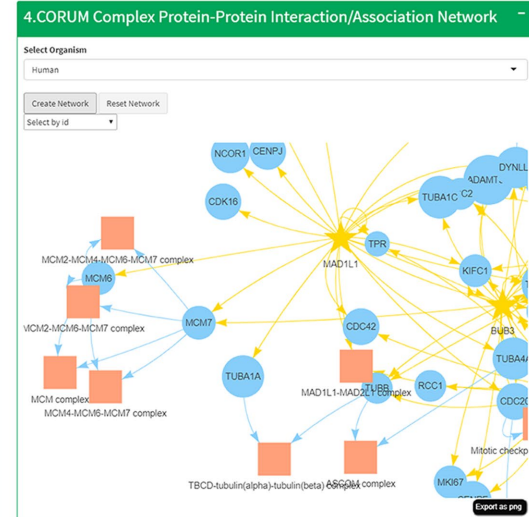 4.CORUM Complex Protein-Protein Interaction/Association Network
Select Organism
Human
Create Network Reset Network
Select by id
NCOR1 CENPJ
DYNLL
ADAMT
TUBA1C C2
CDK16
TPR
MAD1L1
KIFC1
MCM2-MCM4-MCM6-MCM7 complex
MCM6
BUB3
MCM2-MCM6-MCM7 complex
MCM7
CDC42
TUBA4
TUBA1A
MCM complex
MCM4-MCM6-MCM7 complex
MAD1L1-MAD2L1 complex
TUBB
RCC1
CDC20
Mitotic checkp
TBCD-tubulin(alpha)-tubulin(beta) complex
ASCOM complex
MKI67
CENPE
Export as png